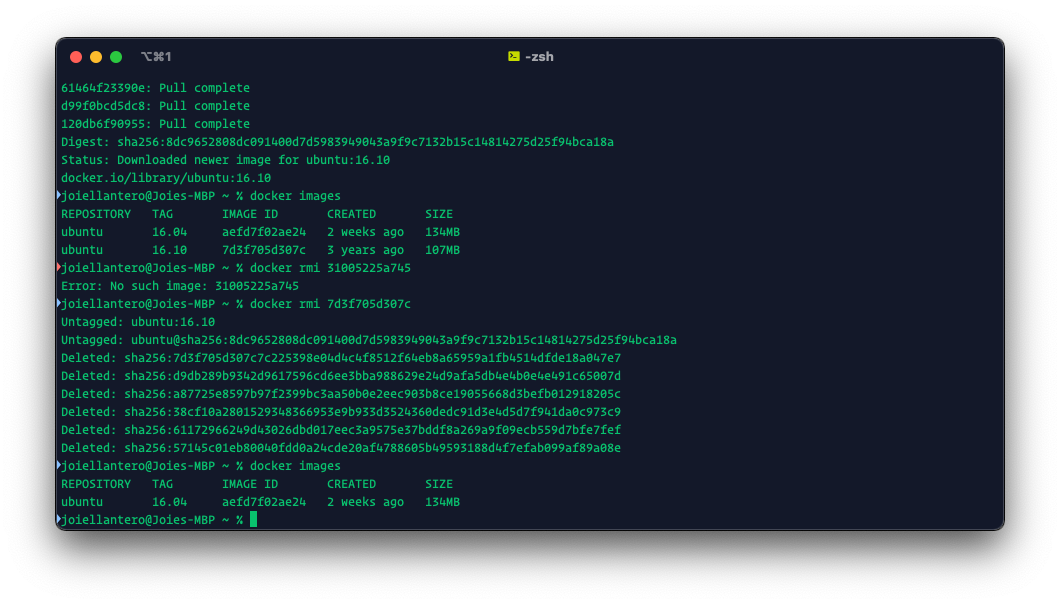 ⌥⌘1
-zsh
61464f23390e: Pull complete
d99f0bcd5dc8: Pull complete
120db6f90955: Pull complete
Digest: sha256:8dc9652808dc091400d7d5983949043a9f9c7132b15c14814275d25f94bca18a
Status: Downloaded newer image for ubuntu:16.10
docker.io/library/ubuntu:16.10
joiellantero@Joies-MBP ~ % docker images
REPOSITORY   TAG       IMAGE ID       CREATED       SIZE
ubuntu       16.04     aefd7f02ae24   2 weeks ago   134MB
ubuntu       16.10     7d3f705d307c   3 years ago   107MB
joiellantero@Joies-MBP ~ % docker rmi 31005225a745
Error: No such image: 31005225a745
joiellantero@Joies-MBP ~ % docker rmi 7d3f705d307c
Untagged: ubuntu:16.10
Untagged: ubuntu@sha256:8dc9652808dc091400d7d5983949043a9f9c7132b15c14814275d25f94bca18a
Deleted: sha256:7d3f705d307c7c225398e04d4c4f8512f64eb8a65959a1fb4514dfde18a047e7
Deleted: sha256:d9db289b9342d9617596cd6ee3bba988629e24d9afa5db4e4b0e4e491c65007d
Deleted: sha256:a87725e8597b97f2399bc3aa50b0e2eec903b8ce19055668d3befb012918205c
Deleted: sha256:38cf10a2801529348366953e9b933d3524360dedc91d3e4d5d7f941da0c973c9
Deleted: sha256:61172966249d43026dbd017eec3a9575e37bddf8a269a9f09ecb559d7bfe7fef
Deleted: sha256:57145c01eb80040fdd0a24cde20af4788605b49593188d4f7efab099af89a08e
joiellantero@Joies-MBP ~ % docker images
REPOSITORY   TAG       IMAGE ID       CREATED       SIZE
ubuntu       16.04     aefd7f02ae24   2 weeks ago   134MB
joiellantero@Joies-MBP ~ %